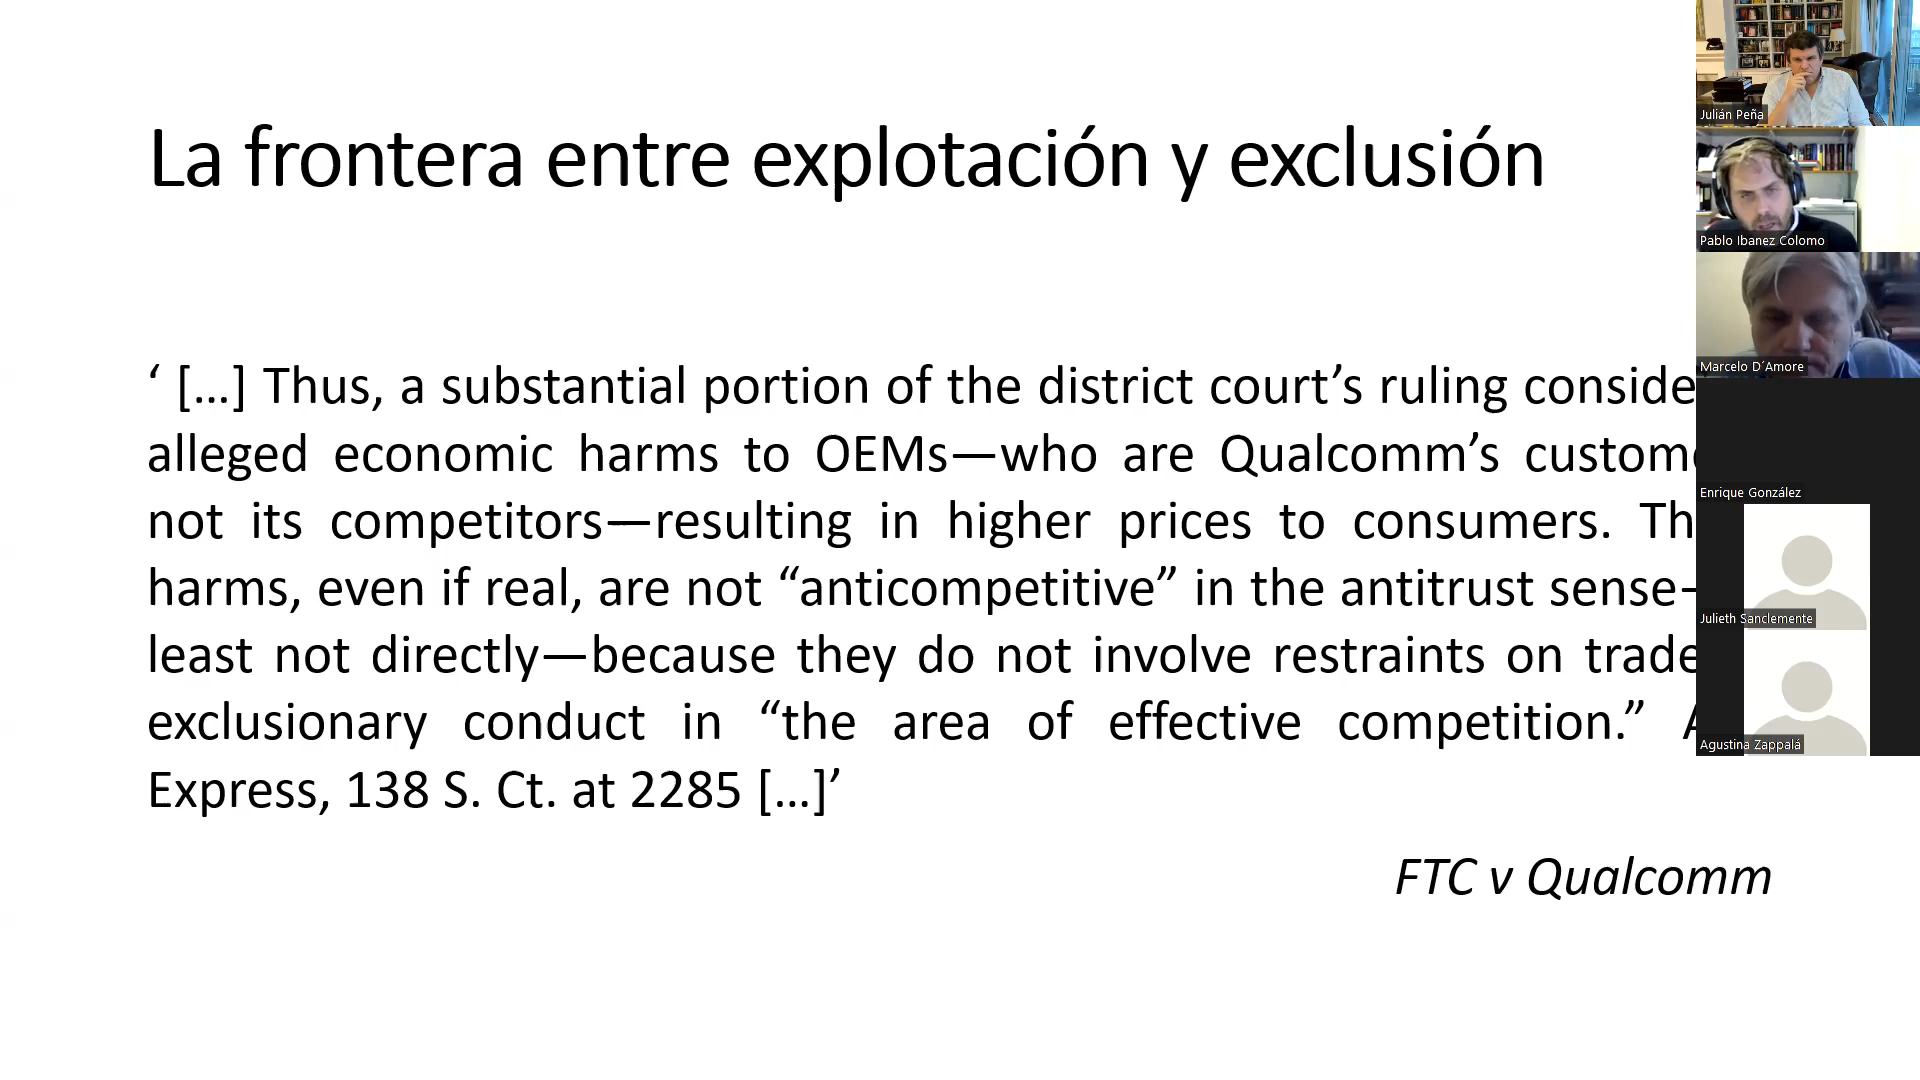 La frontera entre explotación y exclusión
‘ […] Thus, a substantial portion of the district court’s ruling
alleged economic harms to OEMs—who are Qualcomm’s
not its competitors—resulting in higher prices to consumers.
harms, even if real, are not “anticompetitive” in the antitrust sense—
least not directly—because they do not involve restraints on trade
exclusionary conduct in “the area of effective competition.”
Express, 138 S. Ct. at 2285 […]’
FTC v Qualcomm
Julián Peña
Pablo Ibanez Colomo
Marcelo D´Amore
Enrique González
Julieth Sanclemente
Agustina Zappalá